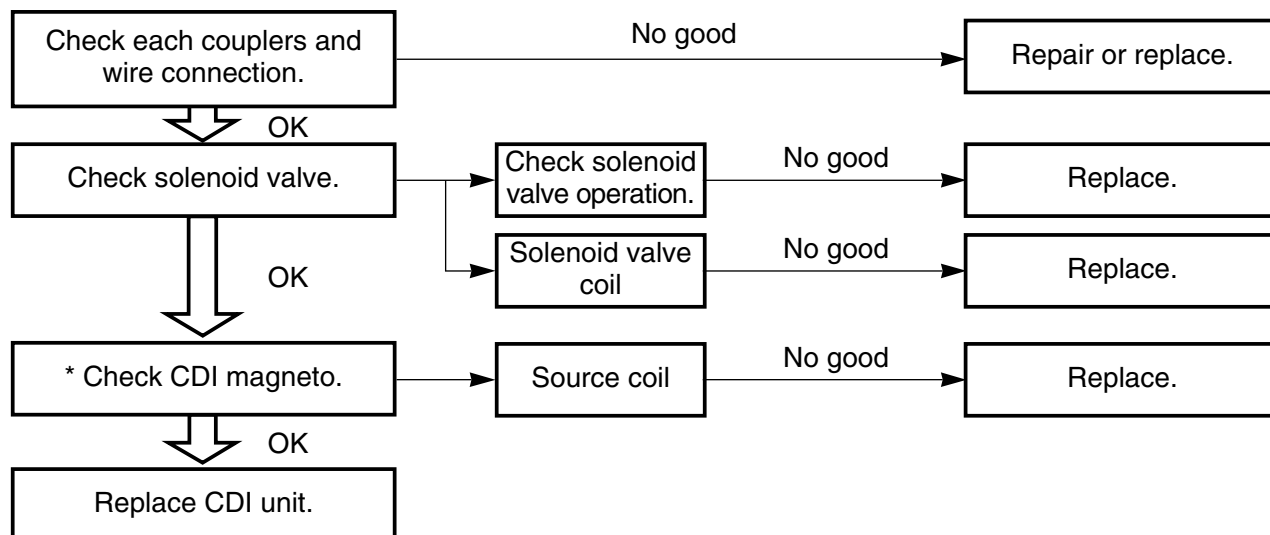 Check each couplers and
wire connection.
No good
Repair or replace.
OK
Check solenoid valve.
Check solenoid
valve operation.
No good
Replace.
Solenoid valve
coil
No good
Replace.
OK
* Check CDI magneto.
Source coil
No good
Replace.
OK
Replace CDI unit.